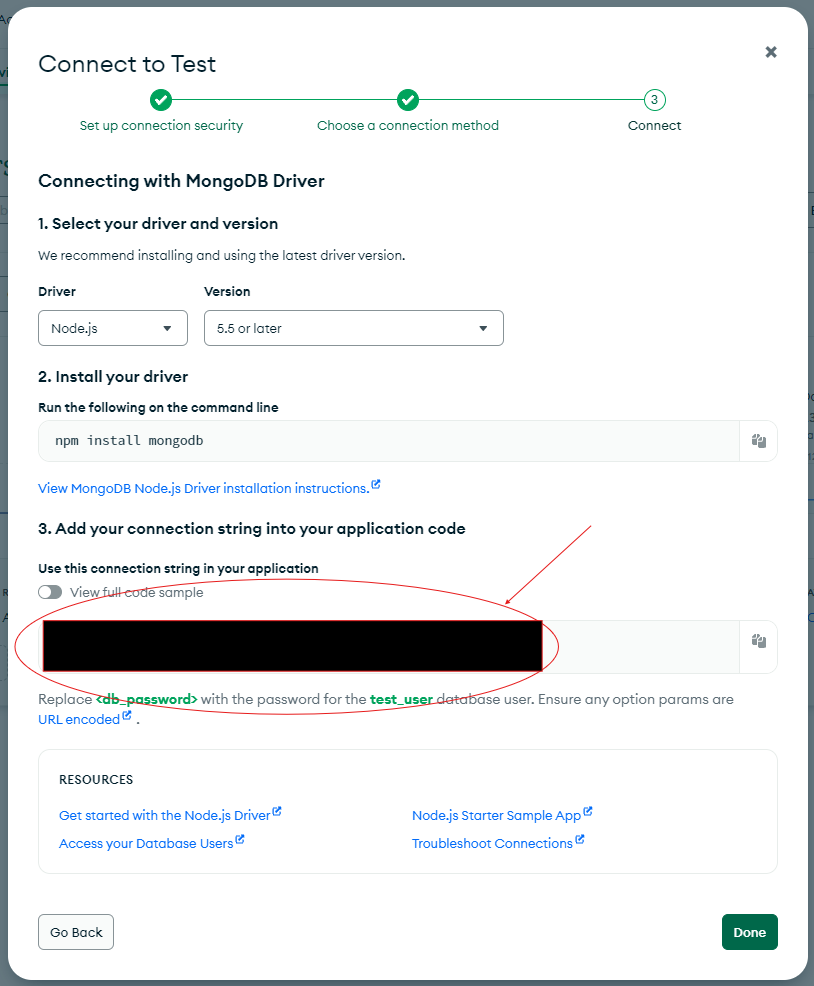 Connect to Test
3
Set up connection security
Choose a connection method
Connect
Connecting with MongoDB Driver
1. Select your driver and version
We recommend installing and using the latest driver version.
Driver
Version
Node.js
5.5 or later
2. Install your driver
Run the following on the command line
npm install mongodb
View MongoDB Node.js Driver installation instructions.
3. Add your connection string into your application code
Use this connection string in your application
View full code sample
Replace <db_password> with the password for the test_user database user. Ensure any option params are
URL encoded .
RESOURCES
Get started with the Node.js Driver
Node.js Starter Sample App
Access your Database Users
Troubleshoot Connections
Go Back
Done